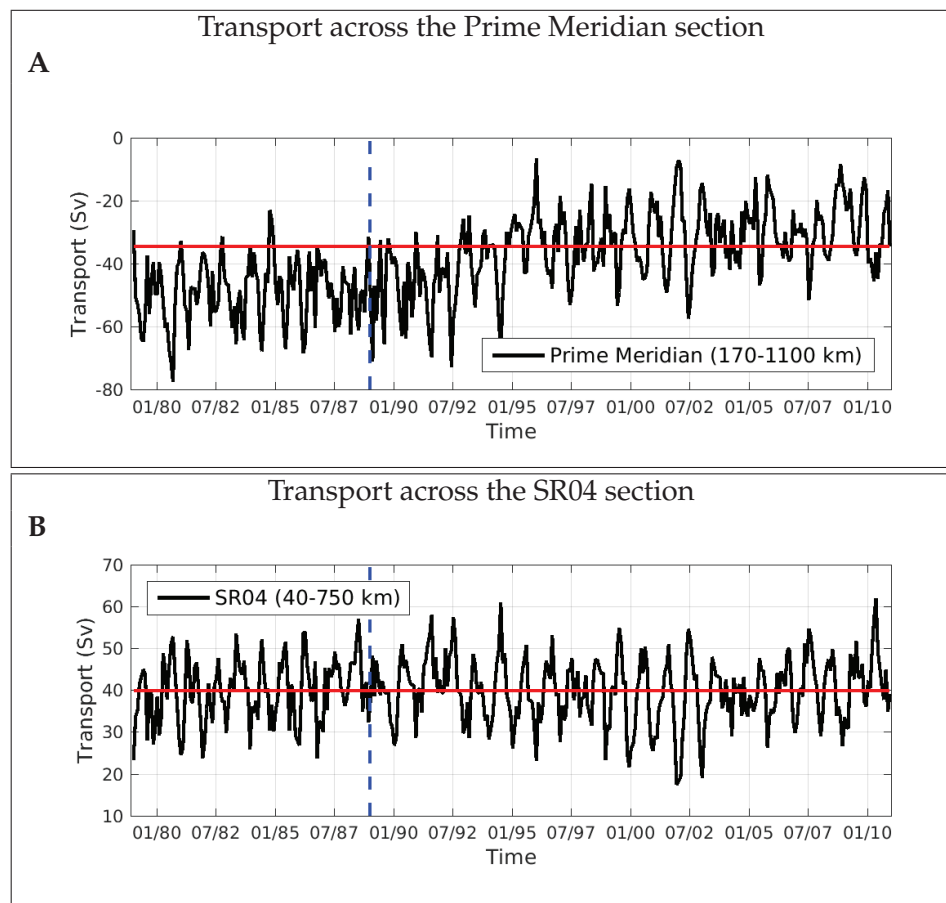 Transport across the Prime Meridian section
A
0
-20
-40
-60
-80
Transport (Sv)
Prime Meridian (170-1100 km)
01/80 07/82 01/85 07/87 01/90 07/92 01/95 07/97 01/00 07/02 01/05 07/07 01/10
Time
Transport across the SR04 section
B
70
60
50
40
30
20
10
Transport (Sv)
SR04 (40-750 km)
01/80 07/82 01/85 07/87 01/90 07/92 01/95 07/97 01/00 07/02 01/05 07/07 01/10
Time